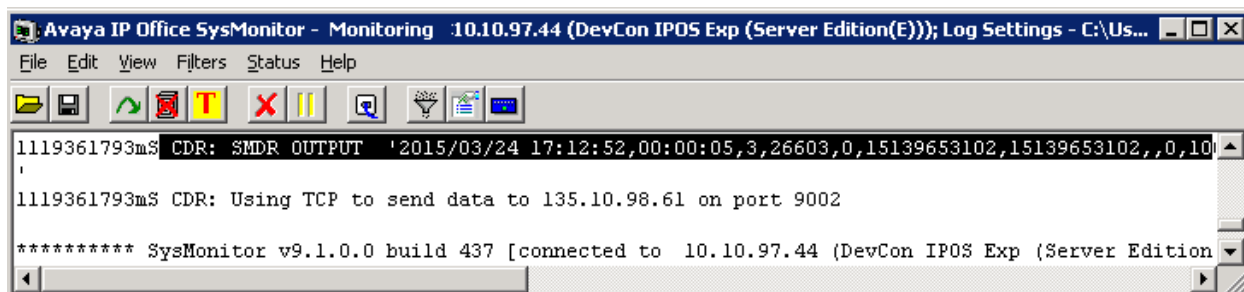 Avaya IP Office SysMonitor - Monitoring :10.10.97.44 (DevCon IPOS Exp (Server Edition(E))); Log Settings - C:\Us...
File Edit View Filters Status Help
T
1119361793mS CDR: SMDR OUTPUT '2015/03/24 17:12:52,00:00:05,3,26603,0,15139653102,15139653102,,0,10
'
1119361793mS CDR: Using TCP to send data to 135.10.98.61 on port 9002
********** SysMonitor v9.1.0.0 build 437 [connected to 10.10.97.44 (DevCon IPOS Exp (Server Edition